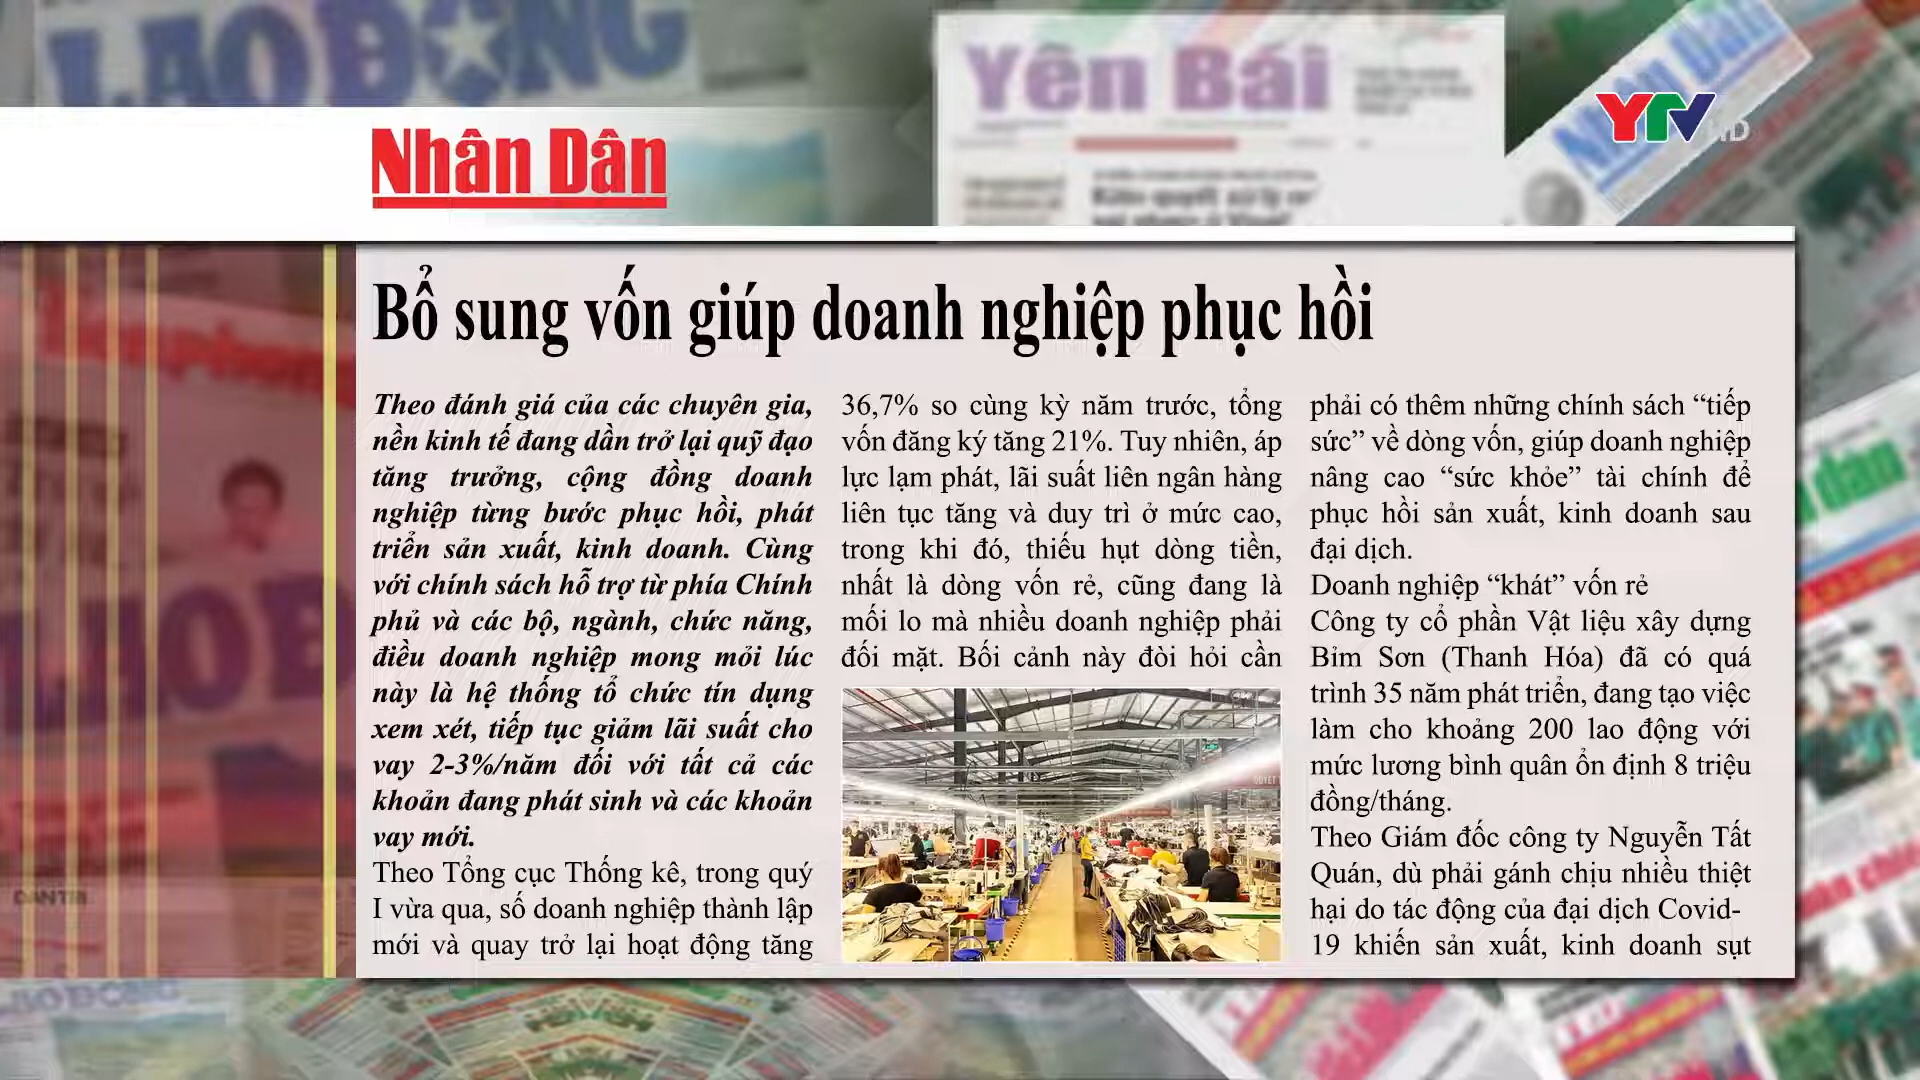 LAO ĐỘNG
Yên Bái
Nhân Dân
YTV HD
Nhân Dân
Bổ sung vốn giúp doanh nghiệp phục hồi
Theo đánh giá của các chuyên gia,
nền kinh tế đang dần trở lại quỹ đạo
tăng trưởng, cộng đồng doanh
nghiệp từng bước phục hồi, phát
triển sản xuất, kinh doanh. Cùng
với chính sách hỗ trợ từ phía Chính
phủ và các bộ, ngành, chức năng,
điều doanh nghiệp mong mỏi lúc
này là hệ thống tổ chức tín dụng
xem xét, tiếp tục giảm lãi suất cho
vay 2-3%/năm đối với tất cả các
khoản đang phát sinh và các khoản
vay mới.
Theo Tổng cục Thống kê, trong quý
I vừa qua, số doanh nghiệp thành lập
mới và quay trở lại hoạt động tăng
36,7% so cùng kỳ năm trước, tổng
vốn đăng ký tăng 21%. Tuy nhiên, áp
lực lạm phát, lãi suất liên ngân hàng
liên tục tăng và duy trì ở mức cao,
trong khi đó, thiếu hụt dòng tiền,
nhất là dòng vốn rẻ, cũng đang là
mối lo mà nhiều doanh nghiệp phải
đối mặt. Bối cảnh này đòi hỏi cần
phải có thêm những chính sách “tiếp
sức” về dòng vốn, giúp doanh nghiệp
nâng cao “sức khỏe” tài chính để
phục hồi sản xuất, kinh doanh sau
đại dịch.
Doanh nghiệp “khát” vốn rẻ
Công ty cổ phần Vật liệu xây dựng
Bỉm Sơn (Thanh Hóa) đã có quá
trình 35 năm phát triển, đang tạo việc
làm cho khoảng 200 lao động với
mức lương bình quân ổn định 8 triệu
đồng/tháng.
Theo Giám đốc công ty Nguyễn Tất
Quán, dù phải gánh chịu nhiều thiệt
hại do tác động của đại dịch Covid-
19 khiến sản xuất, kinh doanh sụt